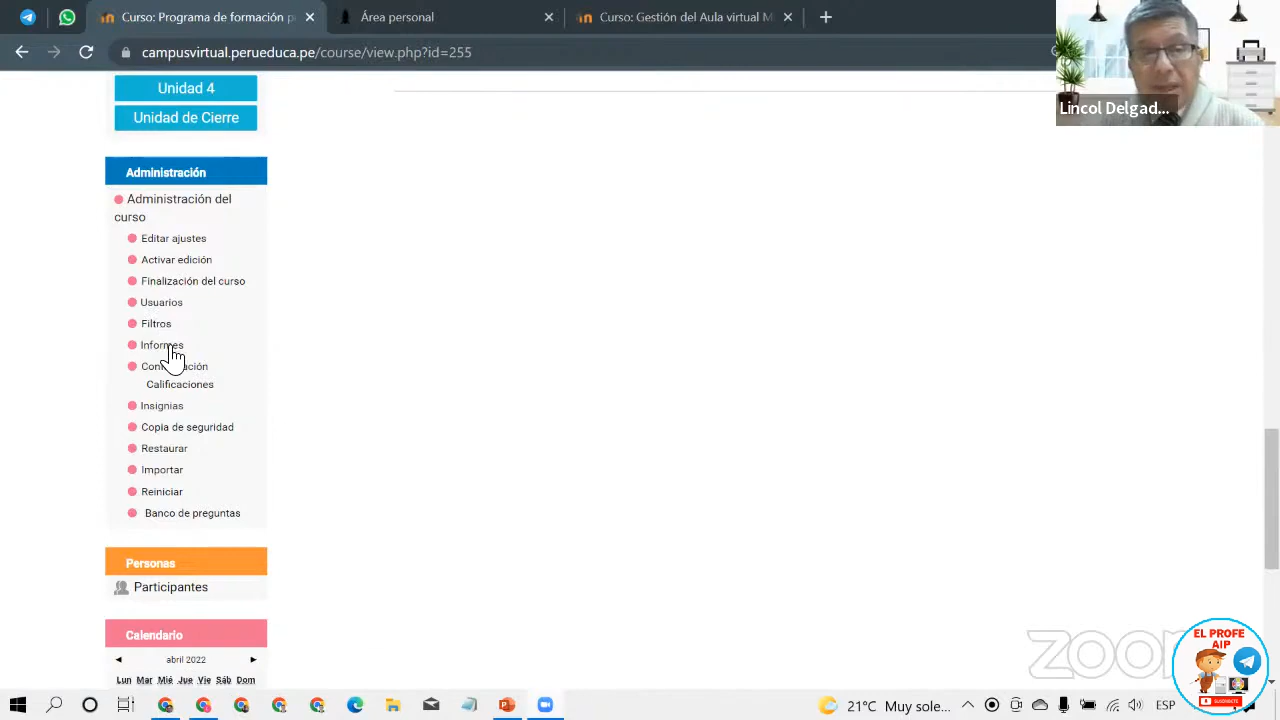 Curso: Programa de formación p
Área personal
Curso: Gestión del Aula virtual M
campusvirtual.perueduca.pe/course/view.php?id=255
Lincol Delgad...
Unidad 4
Unidad de Cierre
Administración
Administración del
curso
Editar ajustes
Activar edición
Finalización del curso
Usuarios
Filtros
Informes
Calificaciones
Insignias
Copia de seguridad
Restaurar
Importar
Reiniciar
Banco de preguntas
Personas
Participantes
Calendario
abril 2022
Lun Mar Mié Jue Vie Sáb Dom
zoom
EL PROFE
AIP
SUSCRÍBETE
21°C Muy sole
ESP